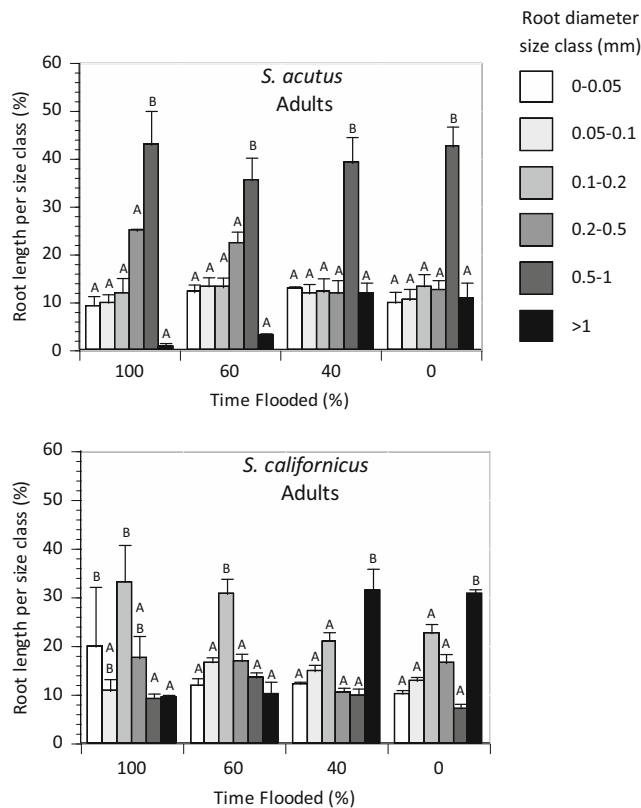 Root diameter
size class (mm)
0-0.05
0.05-0.1
0.1-0.2
0.2-0.5
0.5-1
>1
S. acutus
Adults
Root length per size class (%)
60
50
40
30
20
10
0
A A A A B A
A A A A B A
A A A A B A
A A A A B A
100 60 40 0
Time Flooded (%)
S. californicus
Adults
Root length per size class (%)
60
50
40
30
20
10
0
B A B B A B A A
A A B A A A
A A A A A B
A A A A A B
100 60 40 0
Time Flooded (%)